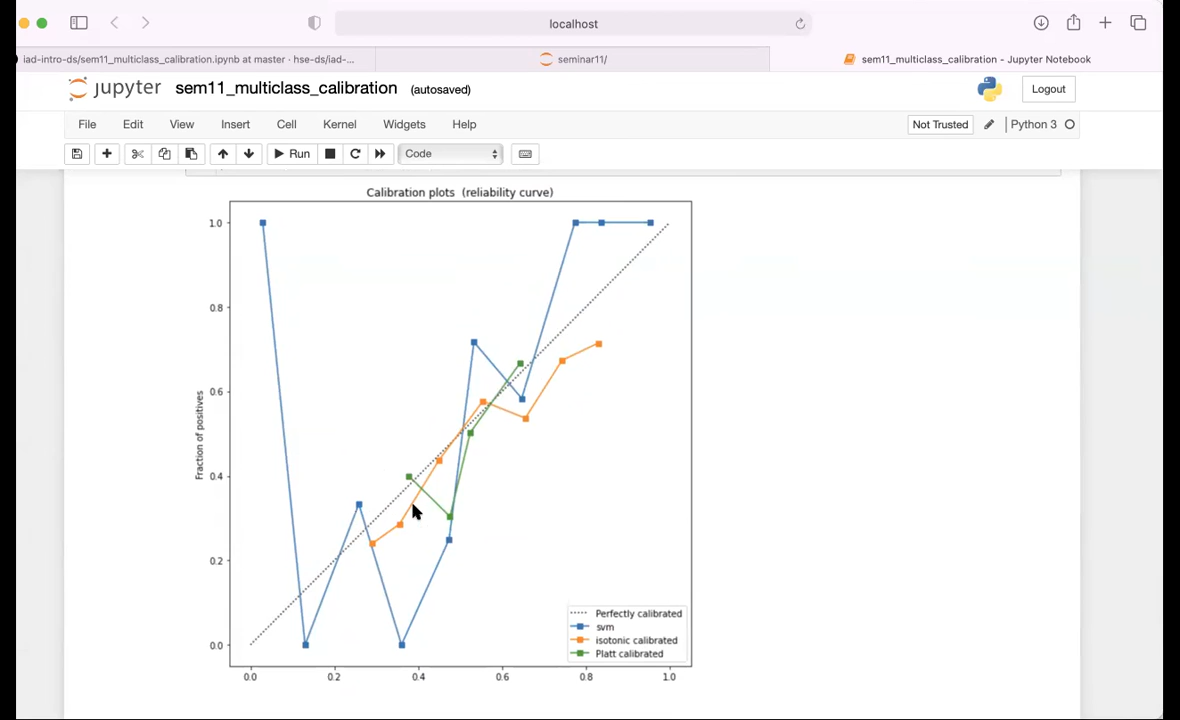 localhost
iad-intro-ds/sem11_multiclass_calibration.ipynb at master · hse-ds/iad-...
seminar11/
sem11_multiclass_calibration - Jupyter Notebook
jupyter sem11_multiclass_calibration (autosaved)
Logout
File Edit View Insert Cell Kernel Widgets Help
Not Trusted
Python 3
Run
Code
Calibration plots (reliability curve)
1.0
0.8
0.6
0.4
0.2
0.0
Fraction of positives
Perfectly calibrated
svm
isotonic calibrated
Platt calibrated
0.0 0.2 0.4 0.6 0.8 1.0